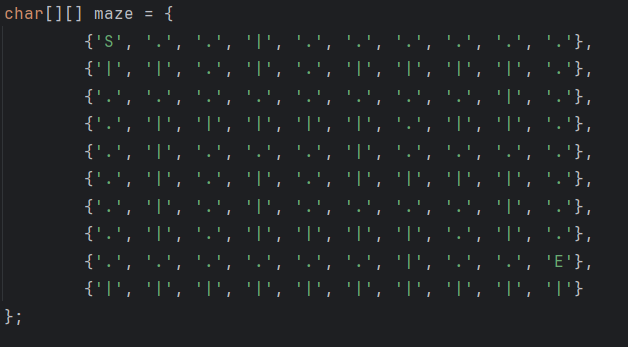 char[][] maze = {
{'S', '.', '.', '|', '.', '.', '.', '.', '.', '.'},
{'|', '|', '.', '|', '.', '|', '|', '|', '|', '.'},
{'.', '.', '.', '.', '.', '.', '.', '.', '|', '.'},
{'.', '|', '|', '|', '|', '|', '.', '|', '|', '.'},
{'.', '|', '.', '.', '.', '|', '.', '.', '.', '.'},
{'.', '|', '.', '|', '.', '|', '|', '|', '|', '.'},
{'.', '|', '.', '|', '.', '.', '.', '.', '|', '.'},
{'.', '|', '.', '|', '|', '|', '|', '.', '|', '.'},
{'.', '.', '.', '.', '.', '.', '|', '.', '.', 'E'},
{'|', '|', '|', '|', '|', '|', '|', '|', '|', '|'}
};